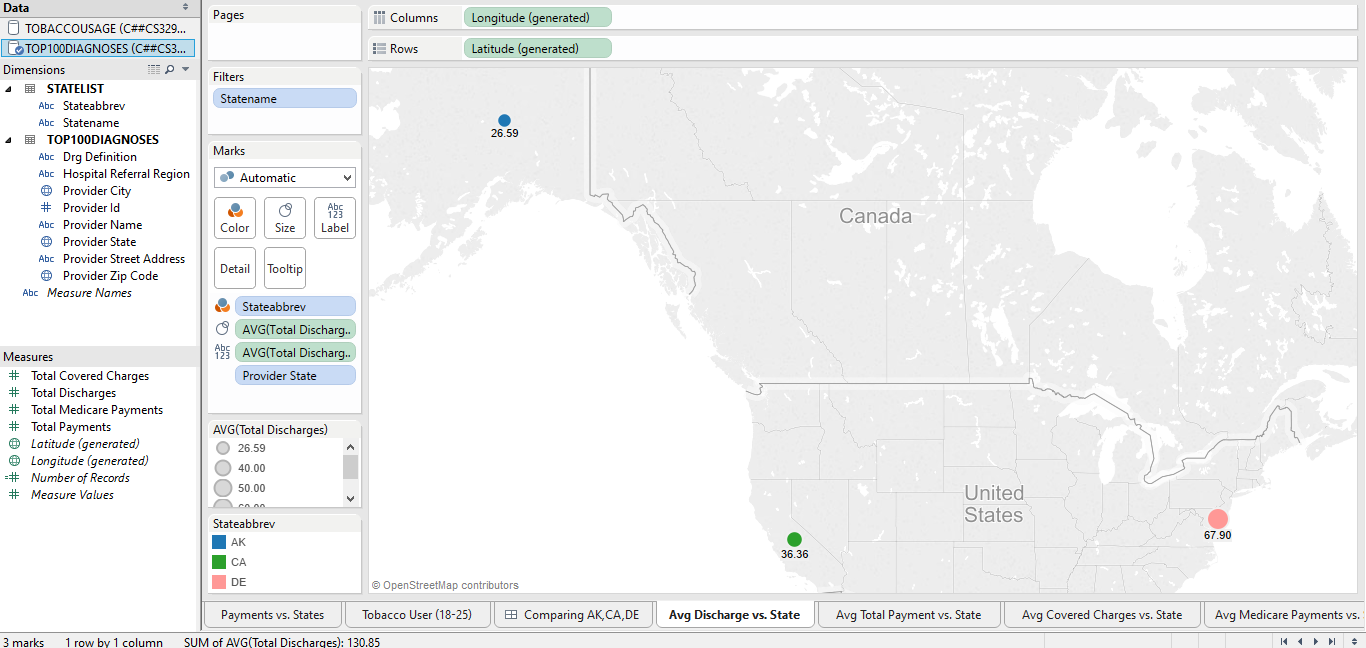 Data
TOBACCOUSAGE (C##CS329...
TOP100DIAGNOSES (C##CS3...
Dimensions
STATELIST
Abc Stateabbrev
Abc Statename
TOP100DIAGNOSES
Abc Drg Definition
Abc Hospital Referral Region
Provider City
# Provider Id
Abc Provider Name
Provider State
Abc Provider Street Address
Provider Zip Code
Abc Measure Names
Measures
# Total Covered Charges
# Total Discharges
# Total Medicare Payments
# Total Payments
Latitude (generated)
Longitude (generated)
=# Number of Records
# Measure Values
Pages
Filters
Statename
Marks
Automatic
Color
Size
Abc
123
Label
Detail
Tooltip
Stateabbrev
AVG(Total Discharg..
Abc
123
AVG(Total Discharg..
Provider State
AVG(Total Discharges)
26.59
40.00
50.00
60.00
Stateabbrev
AK
CA
DE
Columns
Longitude (generated)
Rows
Latitude (generated)
26.59
Canada
United
States
36.36
67.90
© OpenStreetMap contributors
Payments vs. States
Tobacco User (18-25)
Comparing AK,CA,DE
Avg Discharge vs. State
Avg Total Payment vs. State
Avg Covered Charges vs. State
Avg Medicare Payments vs.
3 marks
1 row by 1 column
SUM of AVG(Total Discharges): 130.85